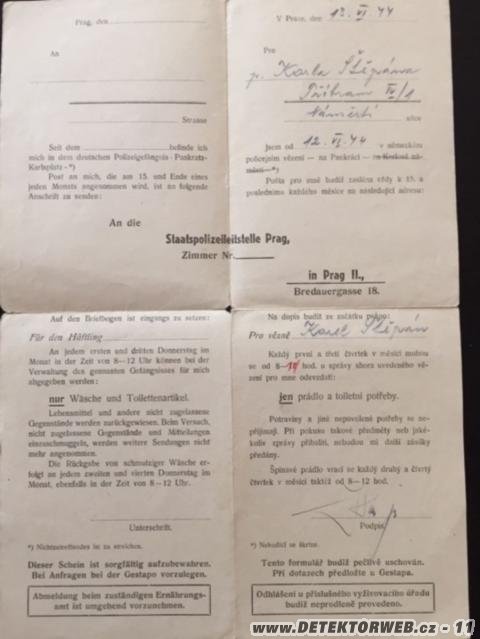 Prag, den
An
Strasse
Seit dem befinde ich
mich in dem deutschen Polizeigefängnis - Pankratz-
Karlsplatz -*)
Post an mich, die am 15. und Ende eines
jeden Monats angenommen wird, ist an folgende
Anschrift zu senden:
An die
Staatspolizeileitstelle Prag,
Zimmer Nr.
in Prag II.,
Bredauergasse 18.
V Praze, dne 12. VI. 44
Pro
p. Karla Štěpána
Příbram IV/1
Náměstí ulice
Jsem od 12. VI. 44 v německém
policejním vězení — na Pankráci — na Karlově ná-
městí —*)
Pošta pro mně budiž zaslána vždy k 15. a
poslednímu každého měsíce na následující adresu:
Auf den Briefbogen ist eingangs zu setzen:
Für den Häftling
An jedem ersten und dritten Donnerstag im
Monat in der Zeit von 8—12 Uhr können bei der
Verwaltung des genannten Gefängnisses für mich
abgegeben werden:
nur Wäsche und Toilettenartikel.
Lebensmittel und andere nicht zugelassene
Gegenstände werden zurückgewiesen. Beim Versuch,
nicht zugelassene Gegenstände und Mitteilungen
einzuschmuggeln, werden weitere Sendungen nicht
mehr angenommen.
Die Rückgabe von schmutziger Wäsche er-
folgt an jedem zweiten und vierten Donnerstag im
Monat, ebenfalls in der Zeit von 8—12 Uhr.
Unterschrift.
*) Nichtzutreffendes ist zu streichen.
Dieser Schein ist sorgfältig aufzubewahren.
Bei Anfragen bei der Gestapo vorzulegen.
Abmeldung beim zuständigen Ernährungs-
amt ist umgehend vorzunehmen.
Na dopis budiž ze začátku psáno:
Pro vězně Karel Štěpán
Každý první a třetí čtvrtek v měsíci mohou
se od 8— hod. u správy shora uvedeného vě-
zení pro mne odevzdati:
jen prádlo a toiletní potřeby.
Potraviny a jiné nepovolené potřeby se ne-
přijímají. Při pokusu takové předměty neb jaké-
koliv zprávy přibaliti, nebudou mi další zásilky
předány.
Špinavé prádlo vrací se každý druhý a čtvrtý
čtvrtek v měsíci taktéž od 8—12 hod.
Podpis.
*) Nehodící se škrtne.
Tento formulář budiž pečlivě uschován.
Při dotazech předložte u Gestapa.
Odhlášení u příslušného vyživovacího úřadu
budiž neprodleně provedeno.
www.DETEKTORWEB.cz - 11